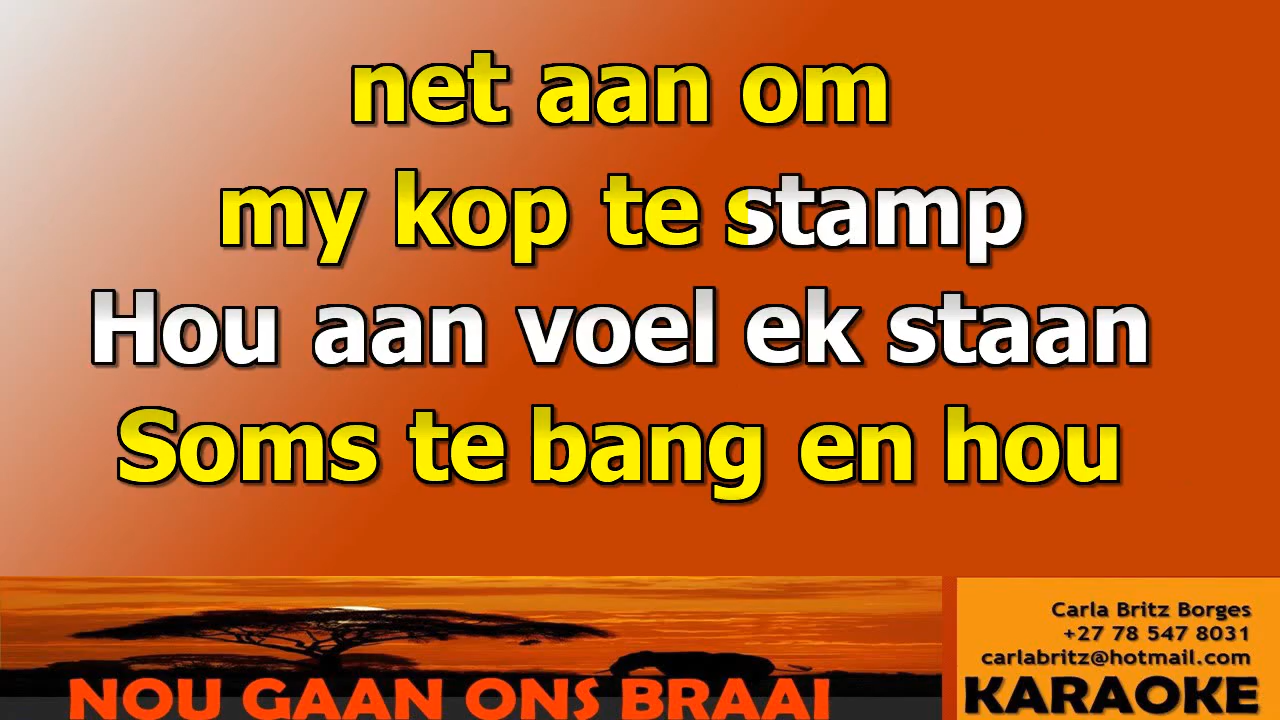 net aan om
my kop te stamp
Hou aan voel ek staan
Soms te bang en hou
Carla Britz Borges
+27 78 547 8031
carlabritz@hotmail.com
NOU GAAN ONS BRAAI
KARAOKE